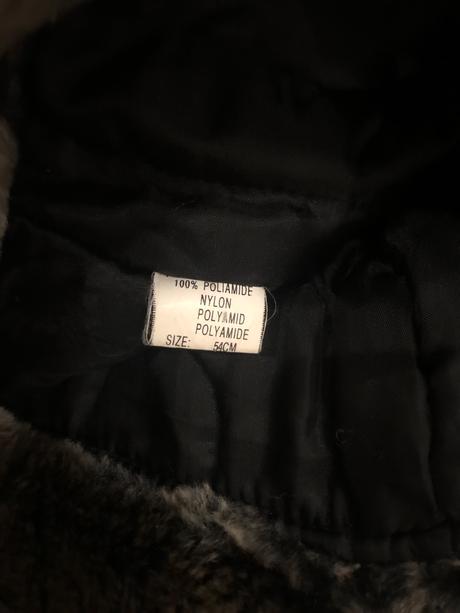 100% POLIAMIDE
NYLON
POLYAMID
POLYAMIDE
SIZE: 54CM